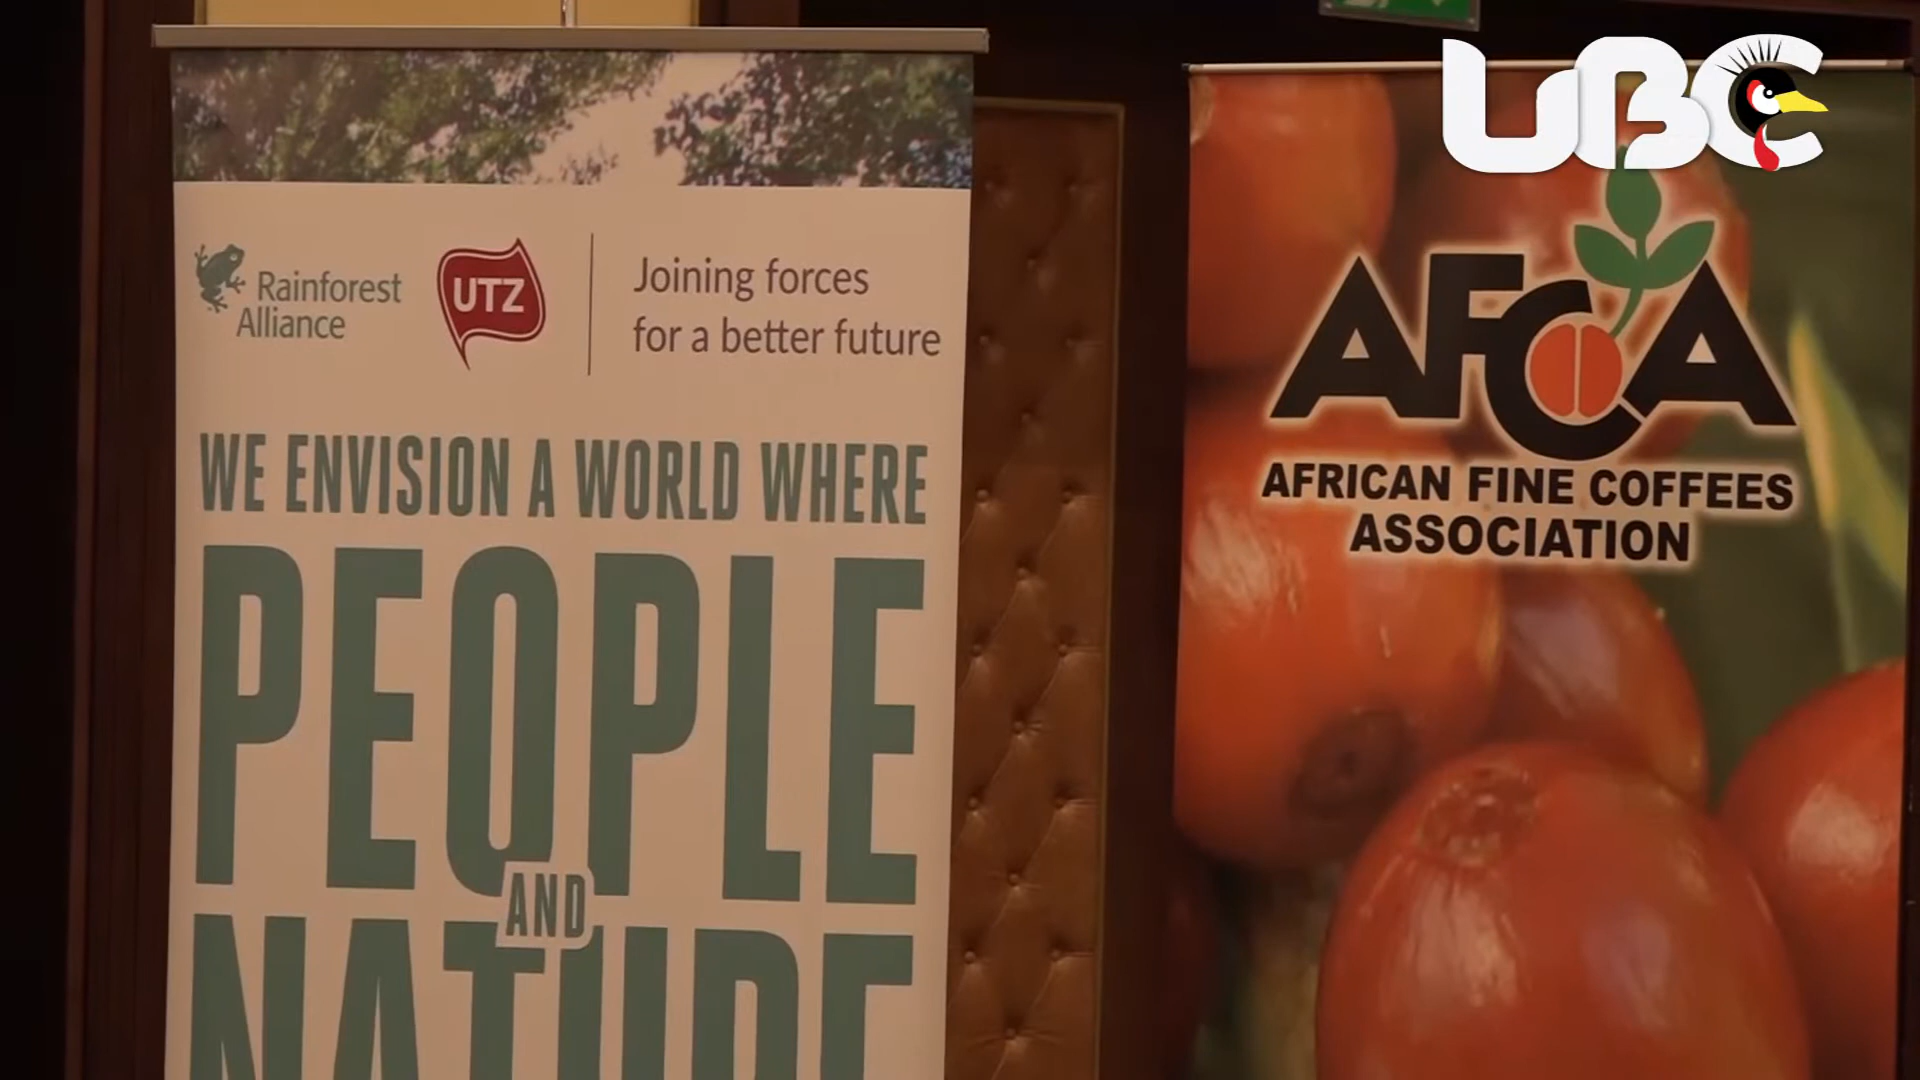 UBC
Rainforest
Alliance
UTZ
Joining forces
for a better future
WE ENVISION A WORLD WHERE
PEOPLE
AND
NATURE
AFCA
AFRICAN FINE COFFEES
ASSOCIATION